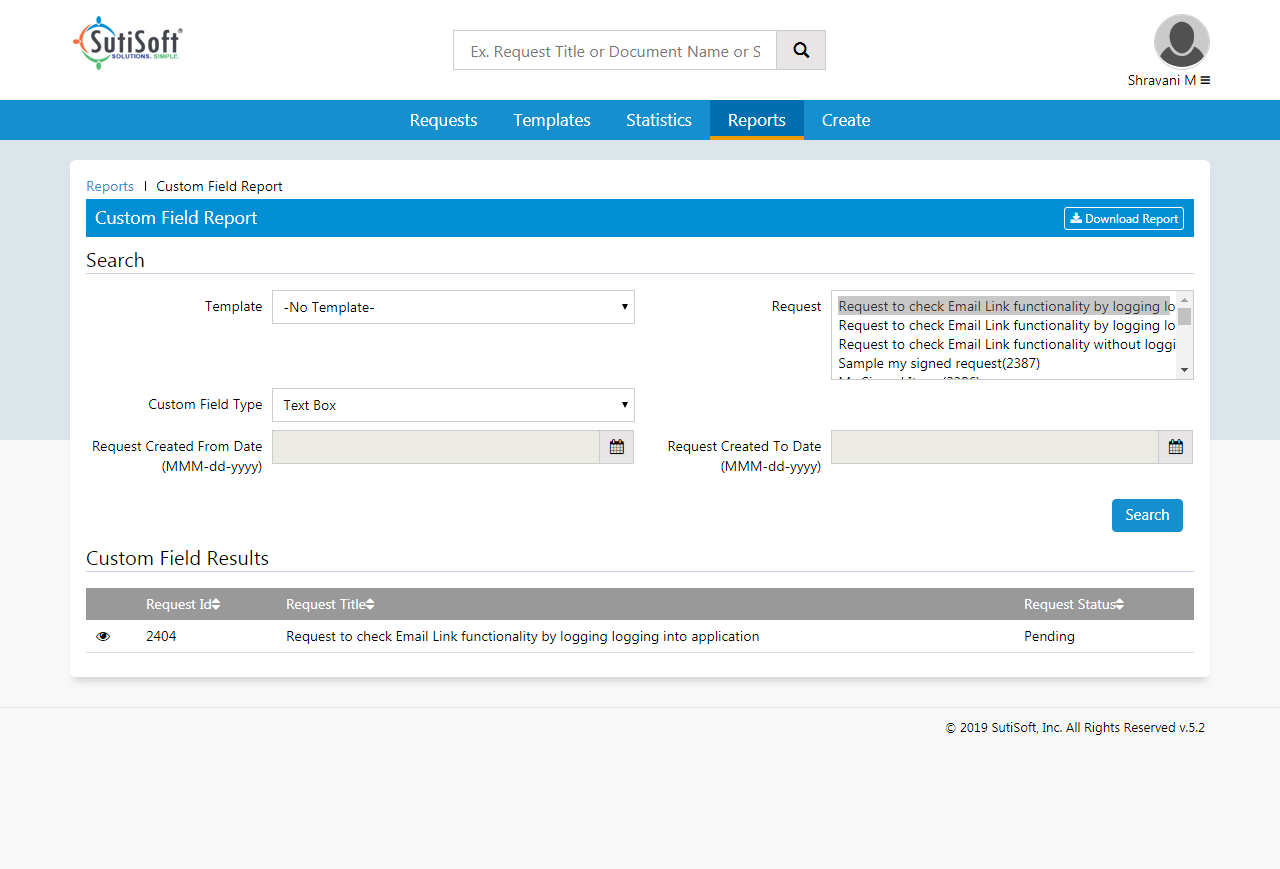 SutiSoft®
SOLUTIONS. SIMPLE.
Ex. Request Title or Document Name or S
Shravani M
Requests Templates Statistics Reports Create
Reports | Custom Field Report
Custom Field Report
Download Report
Search
Template
-No Template-
Request
Request to check Email Link functionality by logging lo
Request to check Email Link functionality by logging lo
Request to check Email Link functionality without loggi
Sample my signed request(2387)
Custom Field Type
Text Box
Request Created From Date
(MMM-dd-yyyy)
Request Created To Date
(MMM-dd-yyyy)
Search
Custom Field Results
Request Id Request Title Request Status
2404 Request to check Email Link functionality by logging logging into application Pending
© 2019 SutiSoft, Inc. All Rights Reserved v.5.2